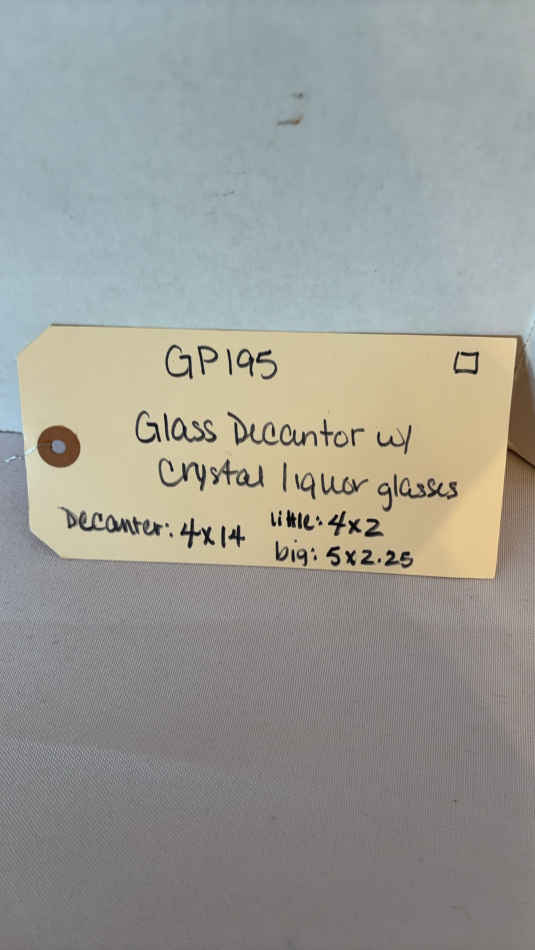 GP195
Glass Decantor w/
Crystal liquor glasses
Decanter: 4x14
little: 4x2
big: 5x2.25